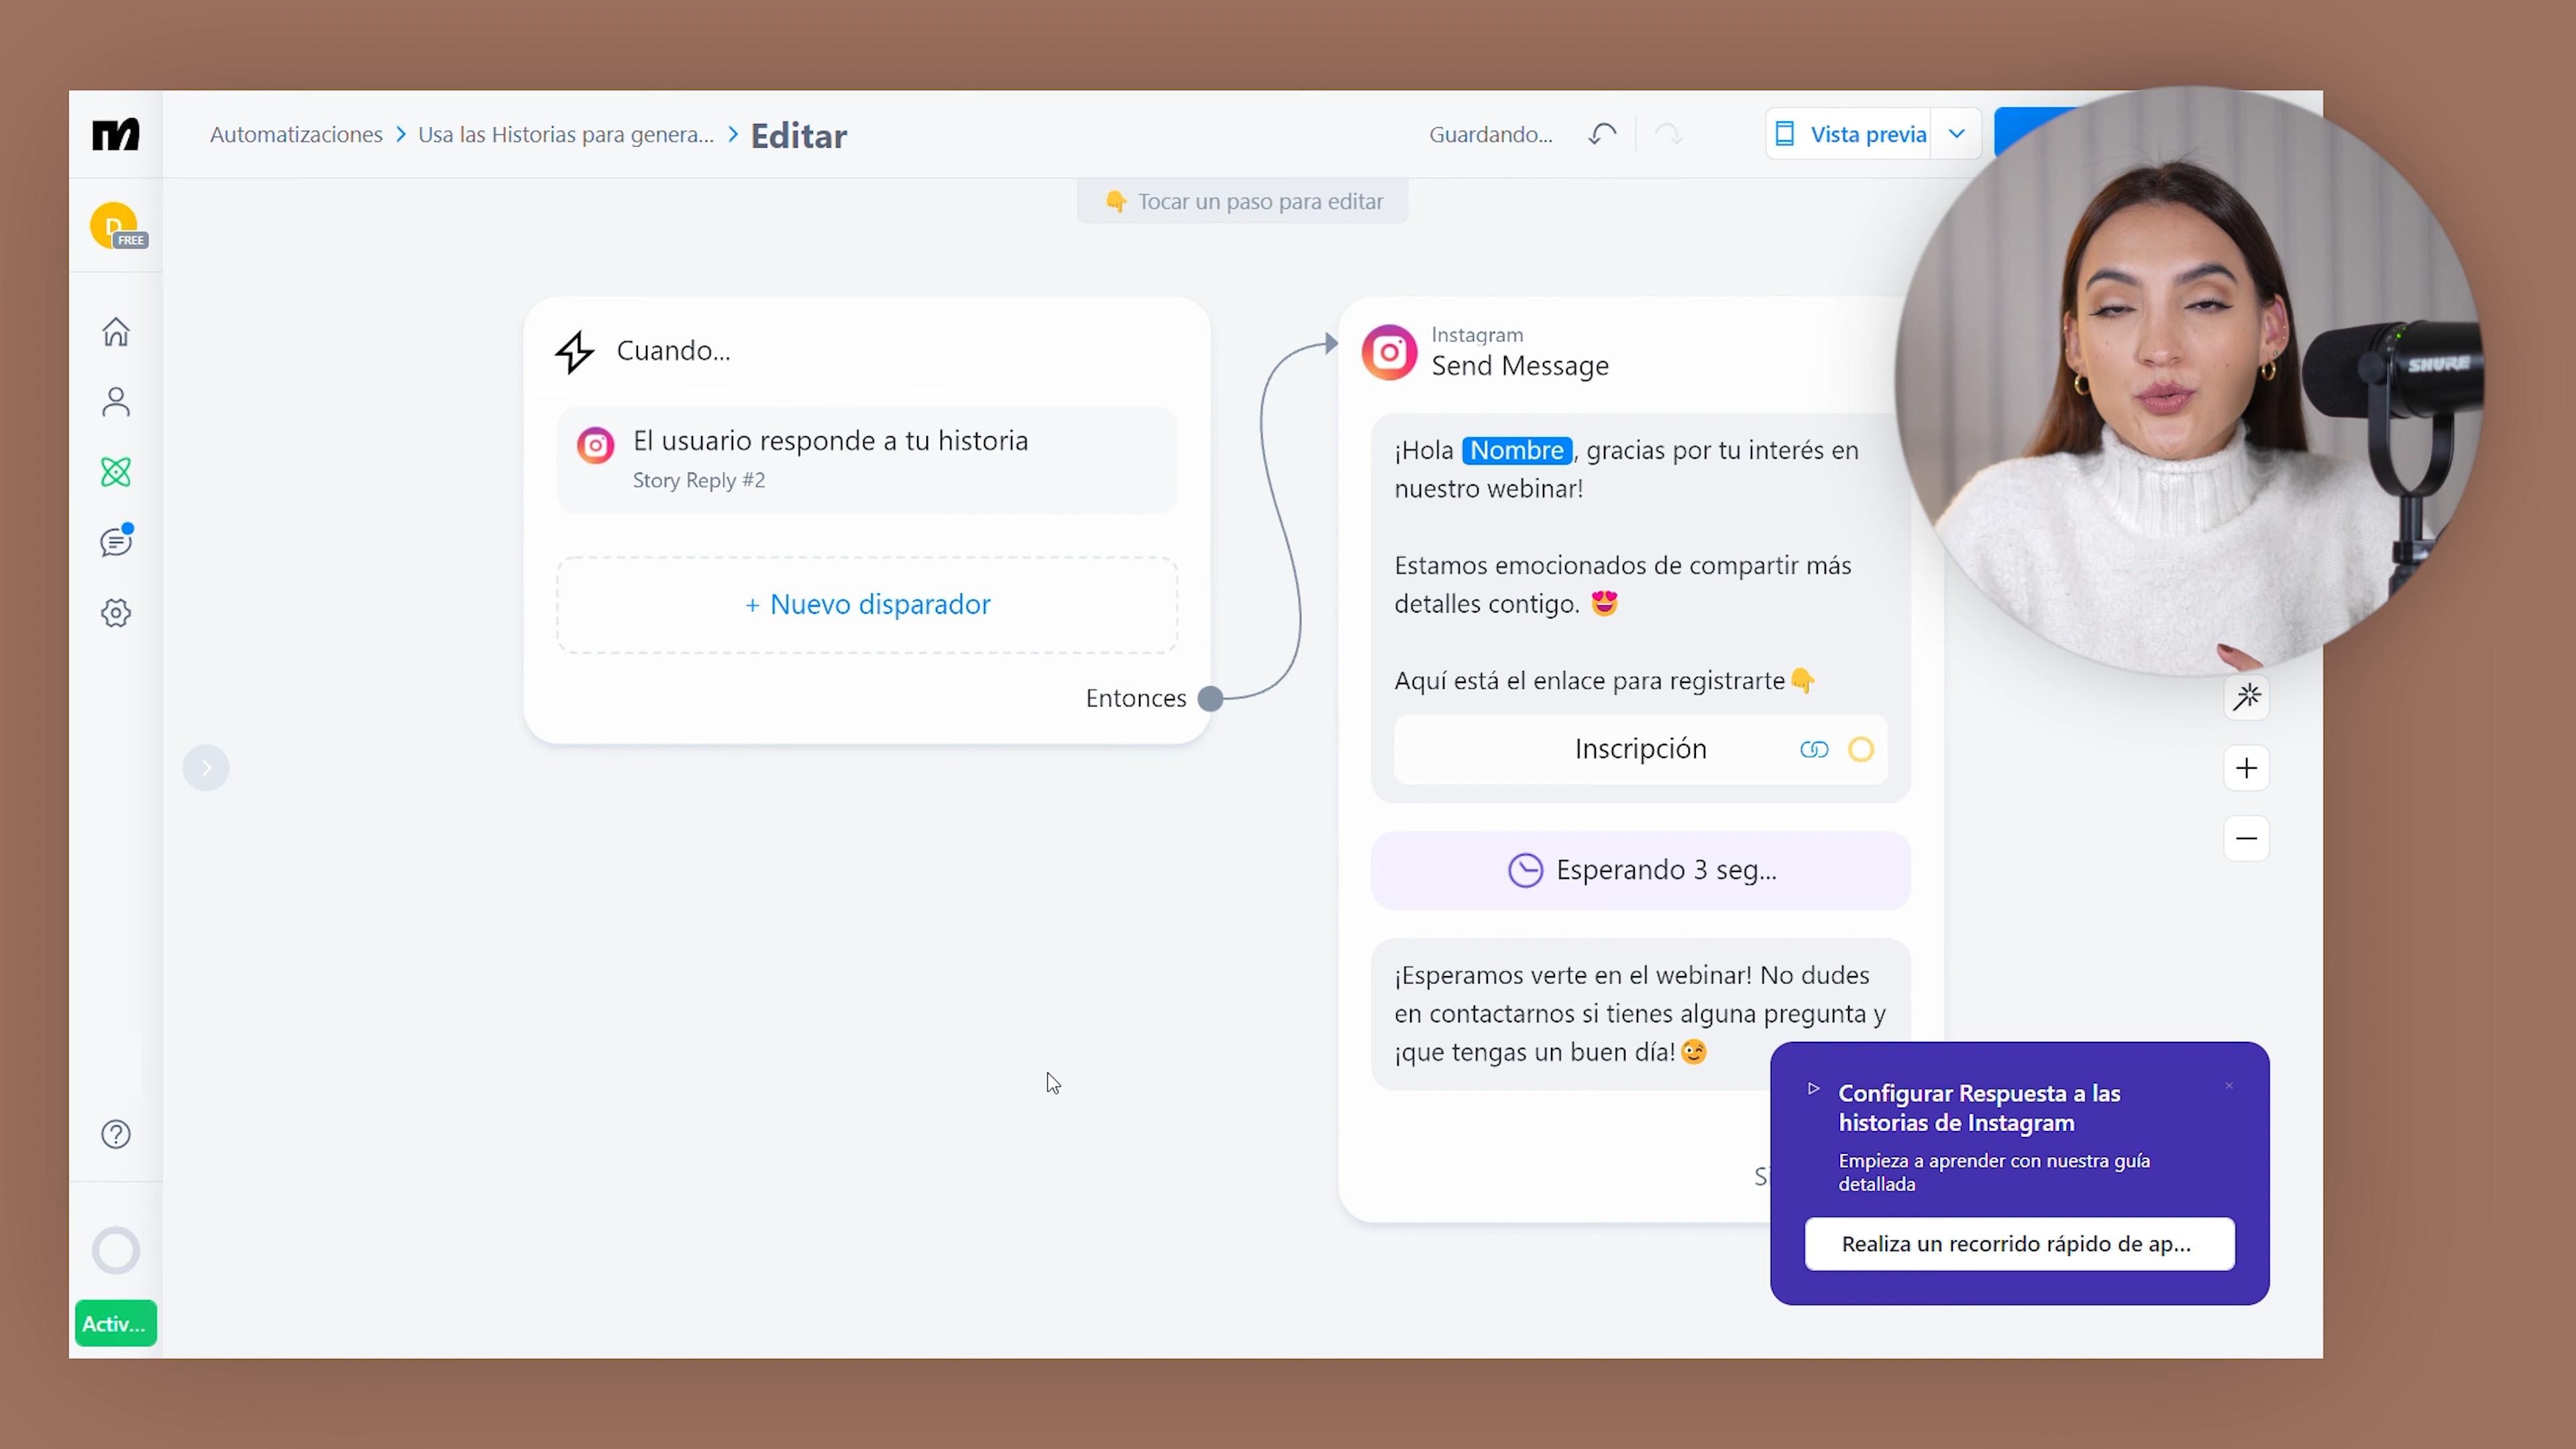 Automatizaciones > Usa las Historias para genera... > Editar
Guardando...
Vista previa
D
FREE
👇 Tocar un paso para editar
Cuando...
El usuario responde a tu historia
Story Reply #2
+ Nuevo disparador
Entonces
Instagram
Send Message
¡Hola Nombre, gracias por tu interés en
nuestro webinar!
Estamos emocionados de compartir más
detalles contigo. 😍
Aquí está el enlace para registrarte👇
Inscripción
Esperando 3 seg...
¡Esperamos verte en el webinar! No dudes
en contactarnos si tienes alguna pregunta y
¡que tengas un buen día!😉
Configurar Respuesta a las
historias de Instagram
Empieza a aprender con nuestra guía
detallada
Realiza un recorrido rápido de ap...
Activ...
SHURE